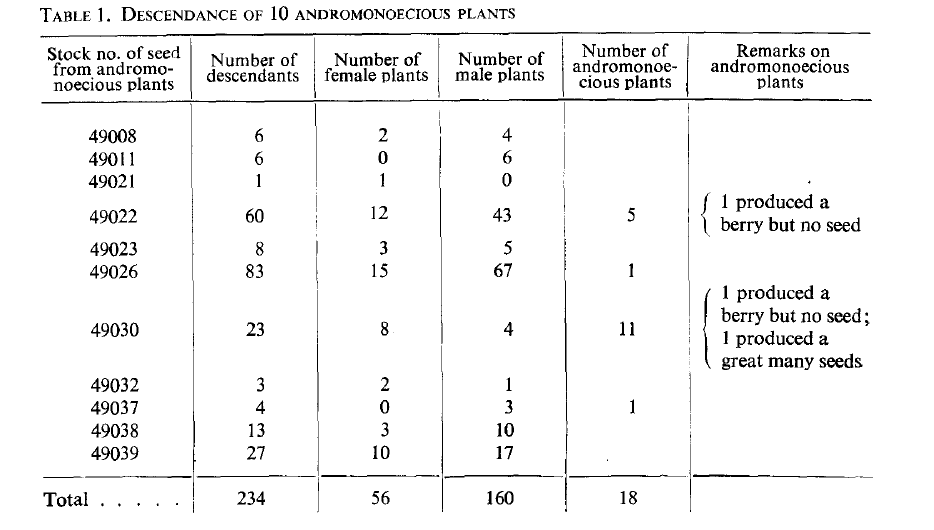 TABLE 1. DESCENDANCE OF 10 ANDROMONOECIOUS PLANTS
Stock no. of seed from andromo-noecious plants | Number of descendants | Number of female plants | Number of male plants | Number of andromonoe-cious plants | Remarks on andromonoecious plants
49008 6 2 4
49011 6 0 6
49021 1 1 0
49022 60 12 43 5 1 produced a berry but no seed
49023 8 3 5
49026 83 15 67 1
49030 23 8 4 11 1 produced a berry but no seed; 1 produced a great many seeds
49032 3 2 1
49037 4 0 3 1
49038 13 3 10
49039 27 10 17
Total . . . . . 234 56 160 18